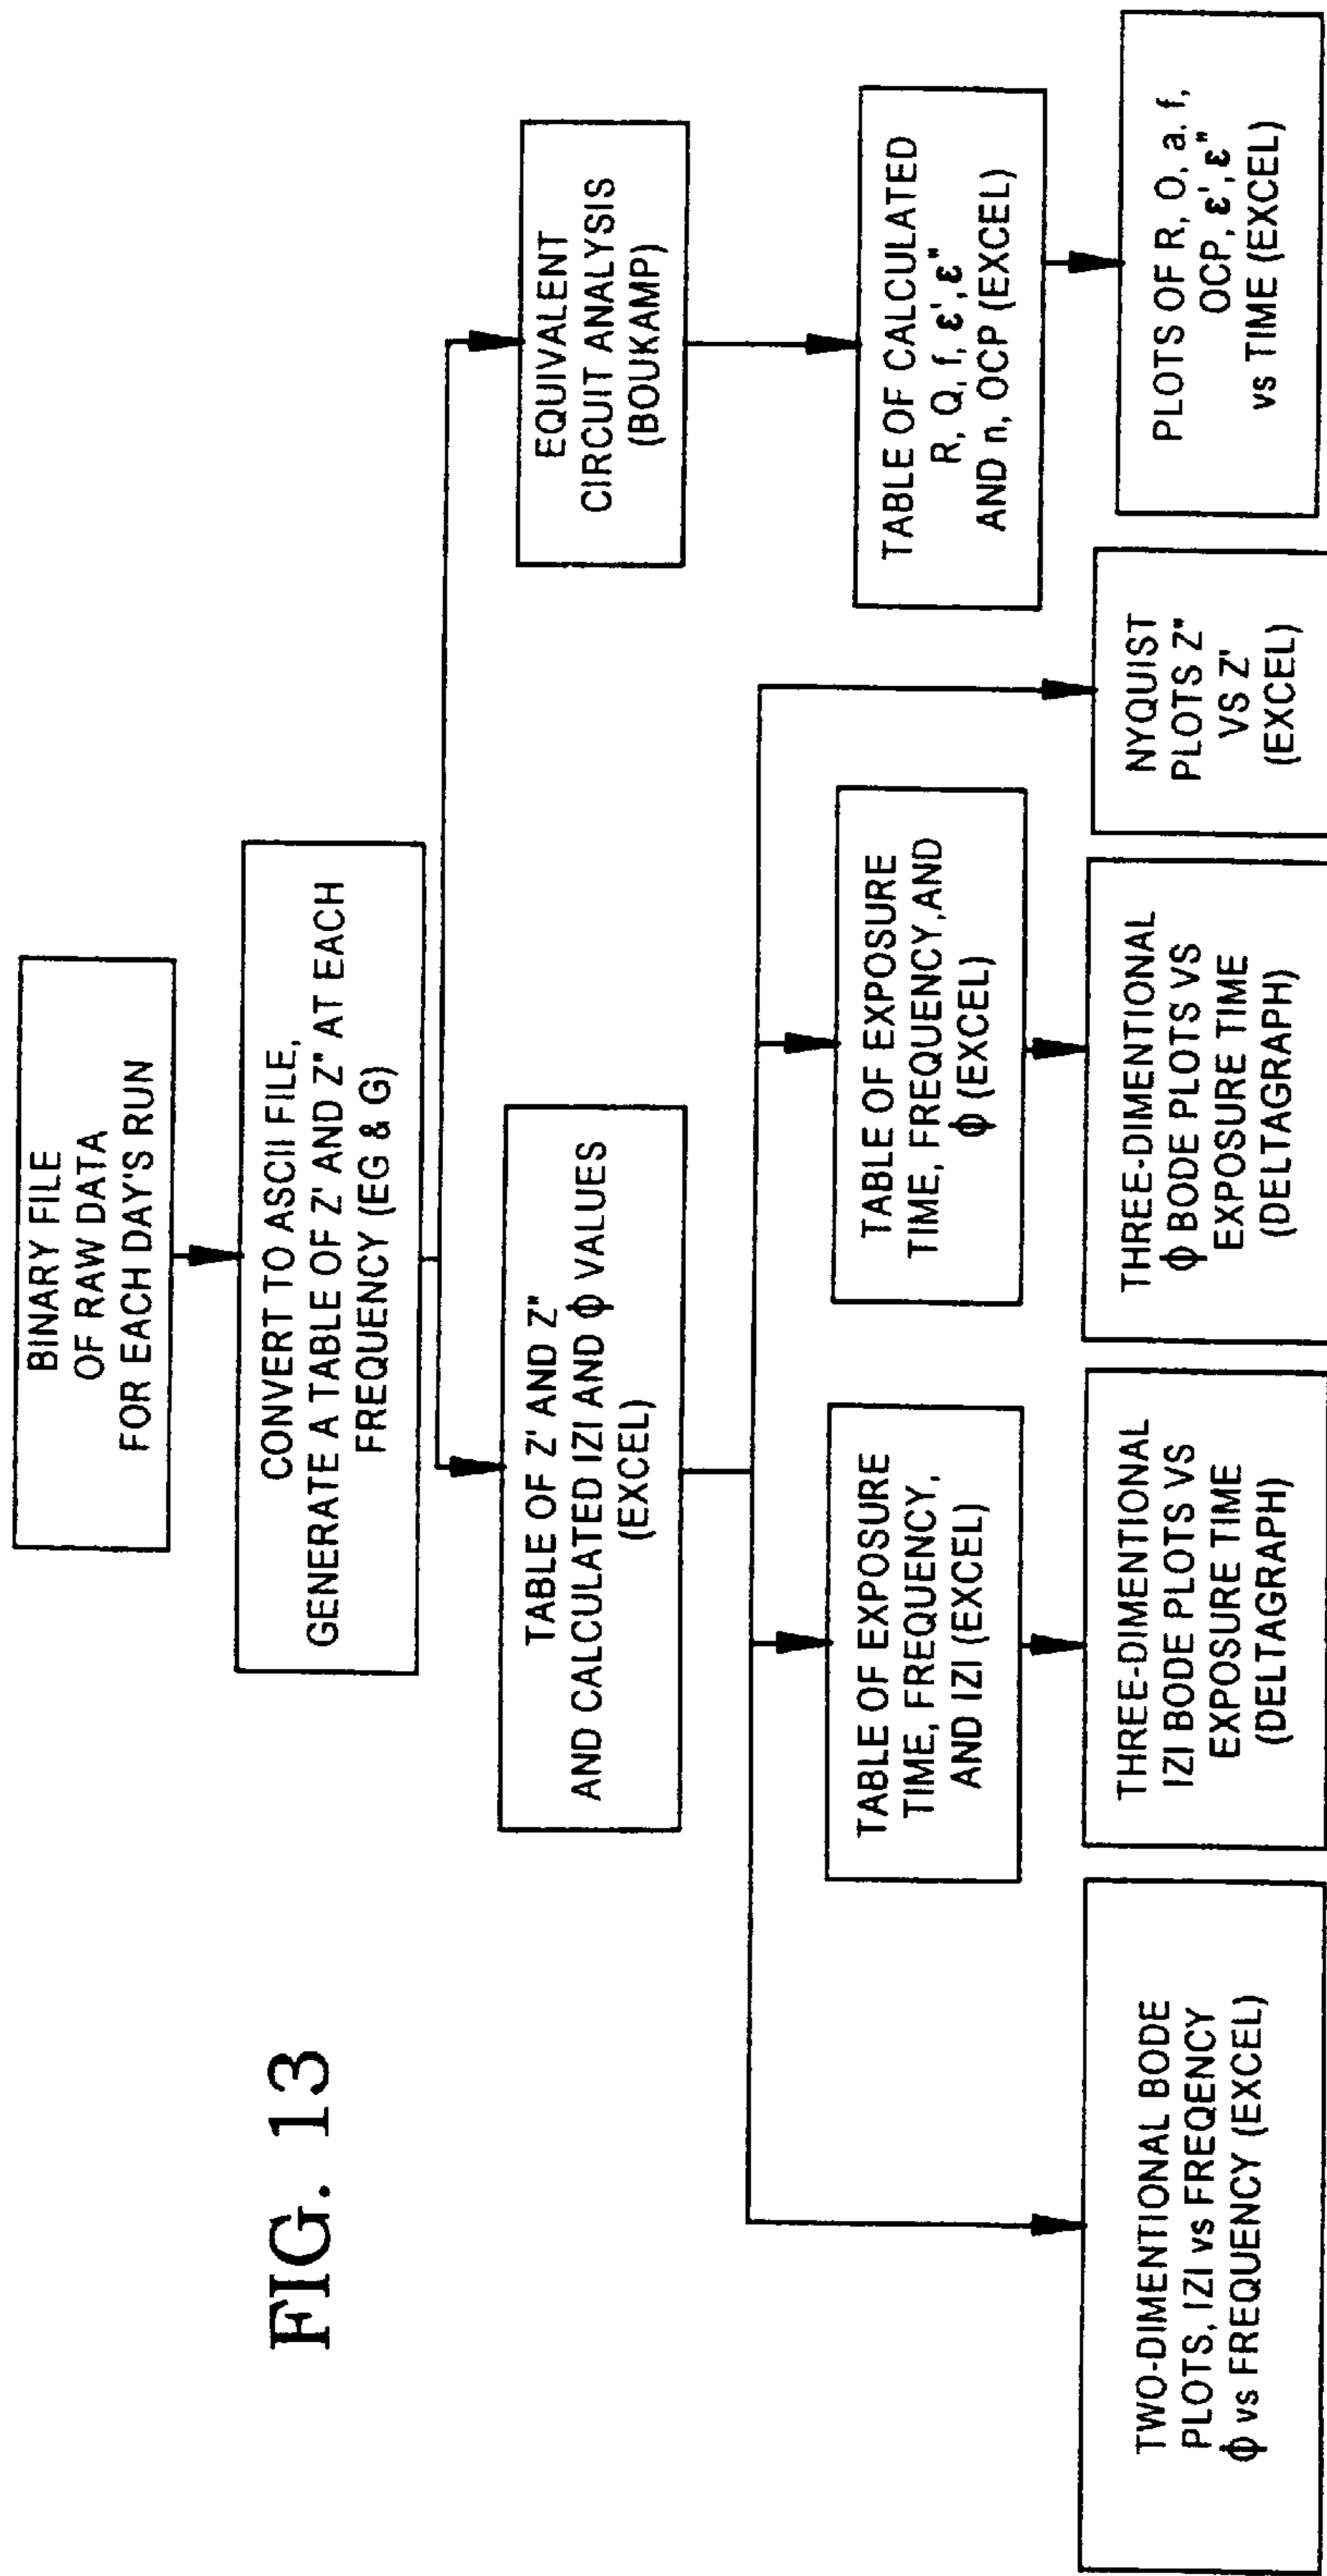 FIG. 13
BINARY FILE
OF RAW DATA
FOR EACH DAY'S RUN
CONVERT TO ASCII FILE,
GENERATE A TABLE OF Z' AND Z" AT EACH
FREQUENCY (EG & G)
TABLE OF Z' AND Z"
AND CALCULATED IZI AND ϕ VALUES
(EXCEL)
EQUIVALENT
CIRCUIT ANALYSIS
(BOUKAMP)
TABLE OF EXPOSURE
TIME, FREQUENCY,
AND IZI (EXCEL)
TABLE OF EXPOSURE
TIME, FREQUENCY,AND
ϕ (EXCEL)
TABLE OF CALCULATED
R, Q, f, ε', ε"
AND n, OCP (EXCEL)
TWO-DIMENTIONAL BODE
PLOTS, IZI vs FREQENCY
ϕ vs FREQUENCY (EXCEL)
THREE-DIMENTIONAL
IZI BODE PLOTS VS
EXPOSURE TIME
(DELTAGRAPH)
THREE-DIMENTIONAL
ϕ BODE PLOTS VS
EXPOSURE TIME
(DELTAGRAPH)
NYQUIST
PLOTS Z"
VS Z'
(EXCEL)
PLOTS OF R, O, a, f,
OCP, ε', ε"
vs TIME (EXCEL)